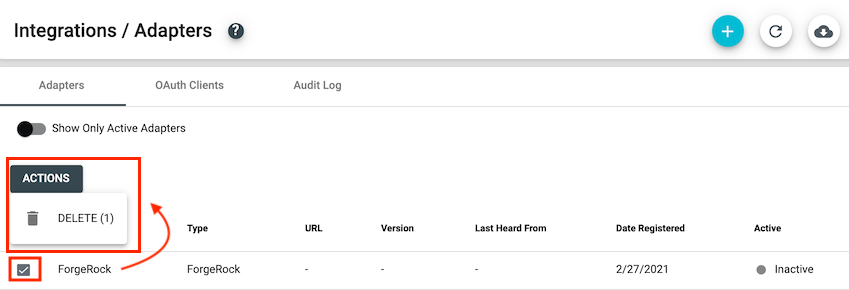 Integrations / Adapters ?
Adapters OAuth Clients Audit Log
Show Only Active Adapters
ACTIONS
DELETE (1)
Type URL Version Last Heard From Date Registered Active
ForgeRock ForgeRock - - - 2/27/2021 Inactive